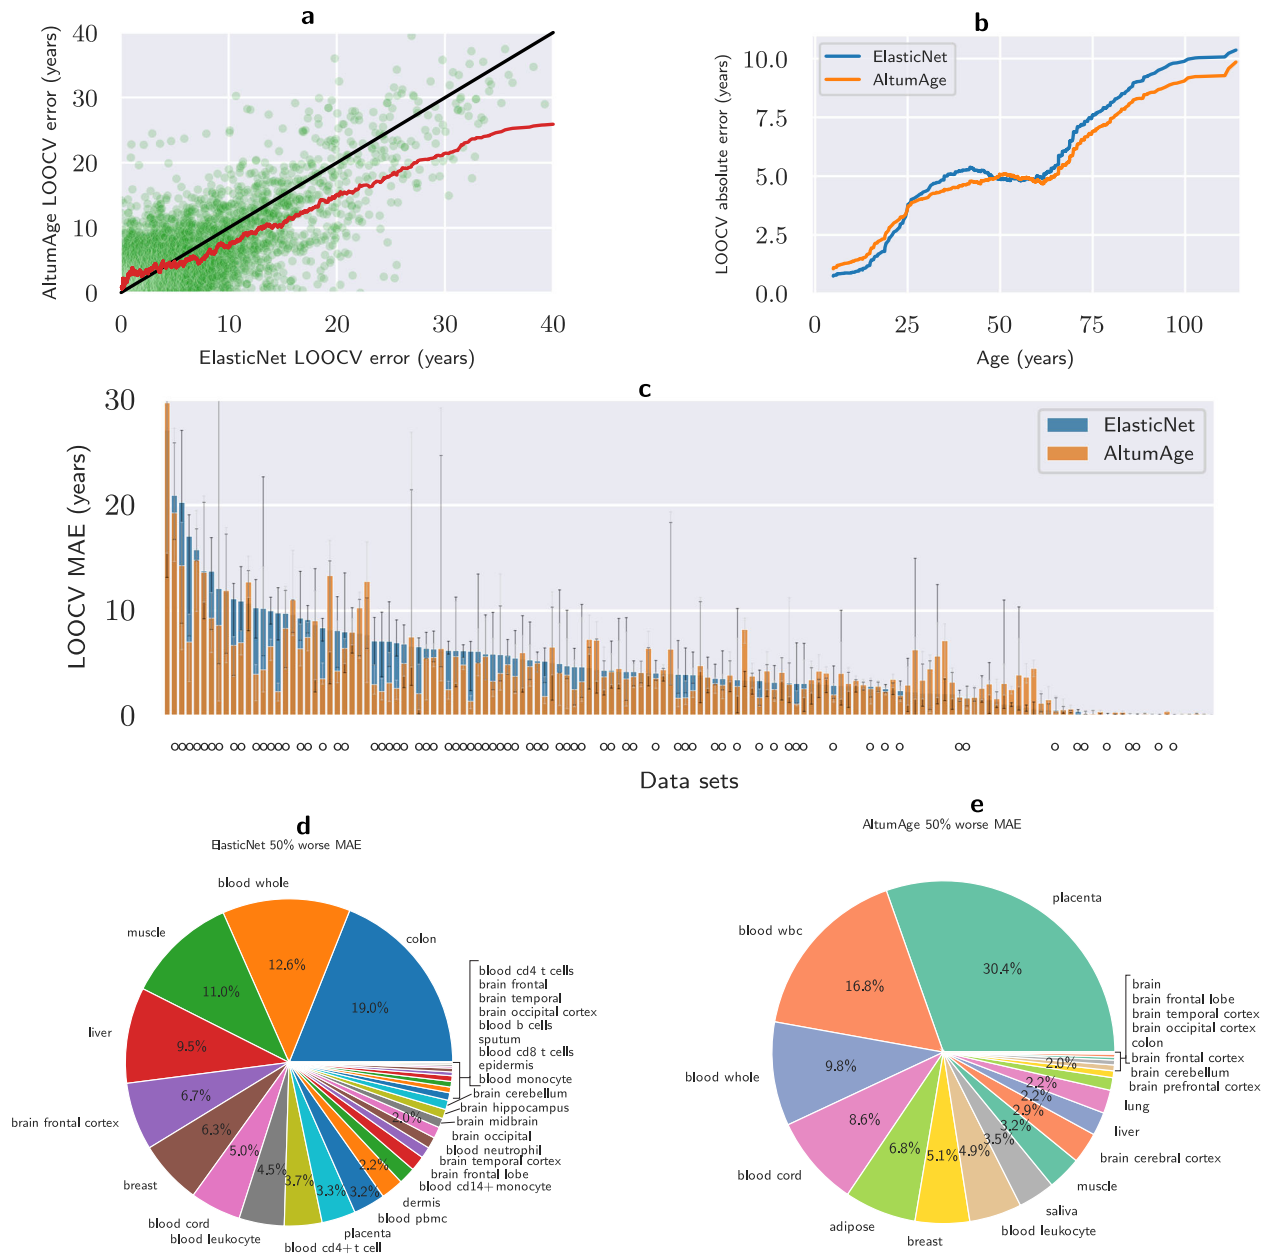 a
40
30
20
10
0
AltumAge LOOCV error (years)
0 10 20 30 40
ElasticNet LOOCV error (years)
b
ElasticNet
AltumAge
10.0
7.5
5.0
2.5
0.0
LOOCV absolute error (years)
0 25 50 75 100
Age (years)
c
30
20
10
0
LOOCV MAE (years)
ElasticNet
AltumAge
Data sets
d
ElasticNet 50% worse MAE
blood whole
muscle
colon
liver
brain frontal cortex
breast
blood cord
blood leukocyte
blood cd4+t cell
placenta
blood pbmc
dermis
blood cd14+monocyte
brain frontal lobe
brain temporal cortex
blood neutrophil
brain occipital
brain midbrain
brain hippocampus
brain cerebellum
blood monocyte
epidermis
blood cd8 t cells
sputum
blood b cells
brain occipital cortex
brain temporal
brain frontal
blood cd4 t cells
19.0%
12.6%
11.0%
9.5%
6.7%
6.3%
5.0%
4.5%
3.7%
3.3%
3.2%
2.2%
2.0%
e
AltumAge 50% worse MAE
placenta
blood wbc
blood whole
blood cord
adipose
breast
blood leukocyte
saliva
muscle
brain cerebral cortex
liver
lung
brain prefrontal cortex
brain cerebellum
brain frontal cortex
colon
brain occipital cortex
brain temporal cortex
brain frontal lobe
brain
30.4%
16.8%
9.8%
8.6%
6.8%
5.1%
4.9%
3.5%
3.2%
2.9%
2.2%
2.2%
2.0%